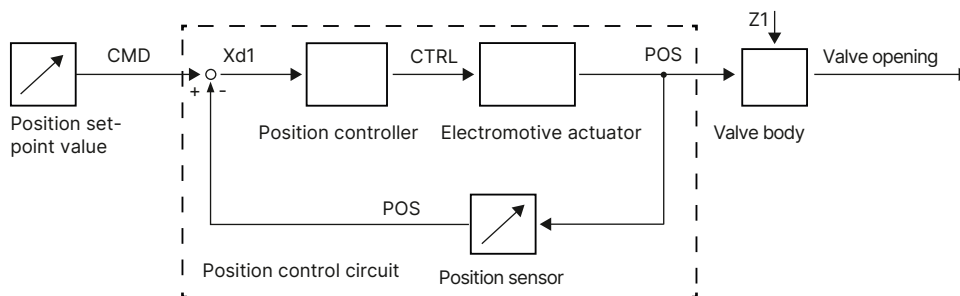 Z1
CMD
Xd1
CTRL
POS
Valve opening
+
-
Position set-
point value
Position controller
Electromotive actuator
Valve body
POS
Position control circuit
Position sensor